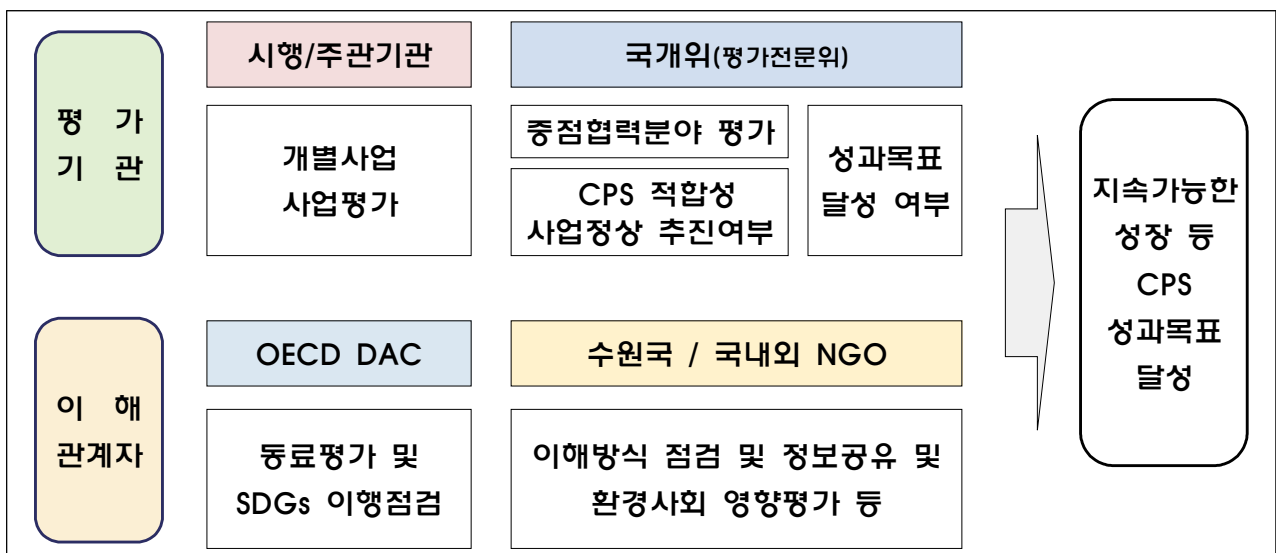 평 가
기 관
시행/주관기관
국개위(평가전문위)
개별사업
사업평가
중점협력분야 평가
CPS 적합성
사업정상 추진여부
성과목표
달성 여부
이 해
관계자
OECD DAC
수원국 / 국내외 NGO
동료평가 및
SDGs 이행점검
이해방식 점검 및 정보공유 및
환경사회 영향평가 등
지속가능한
성장 등
CPS
성과목표
달성